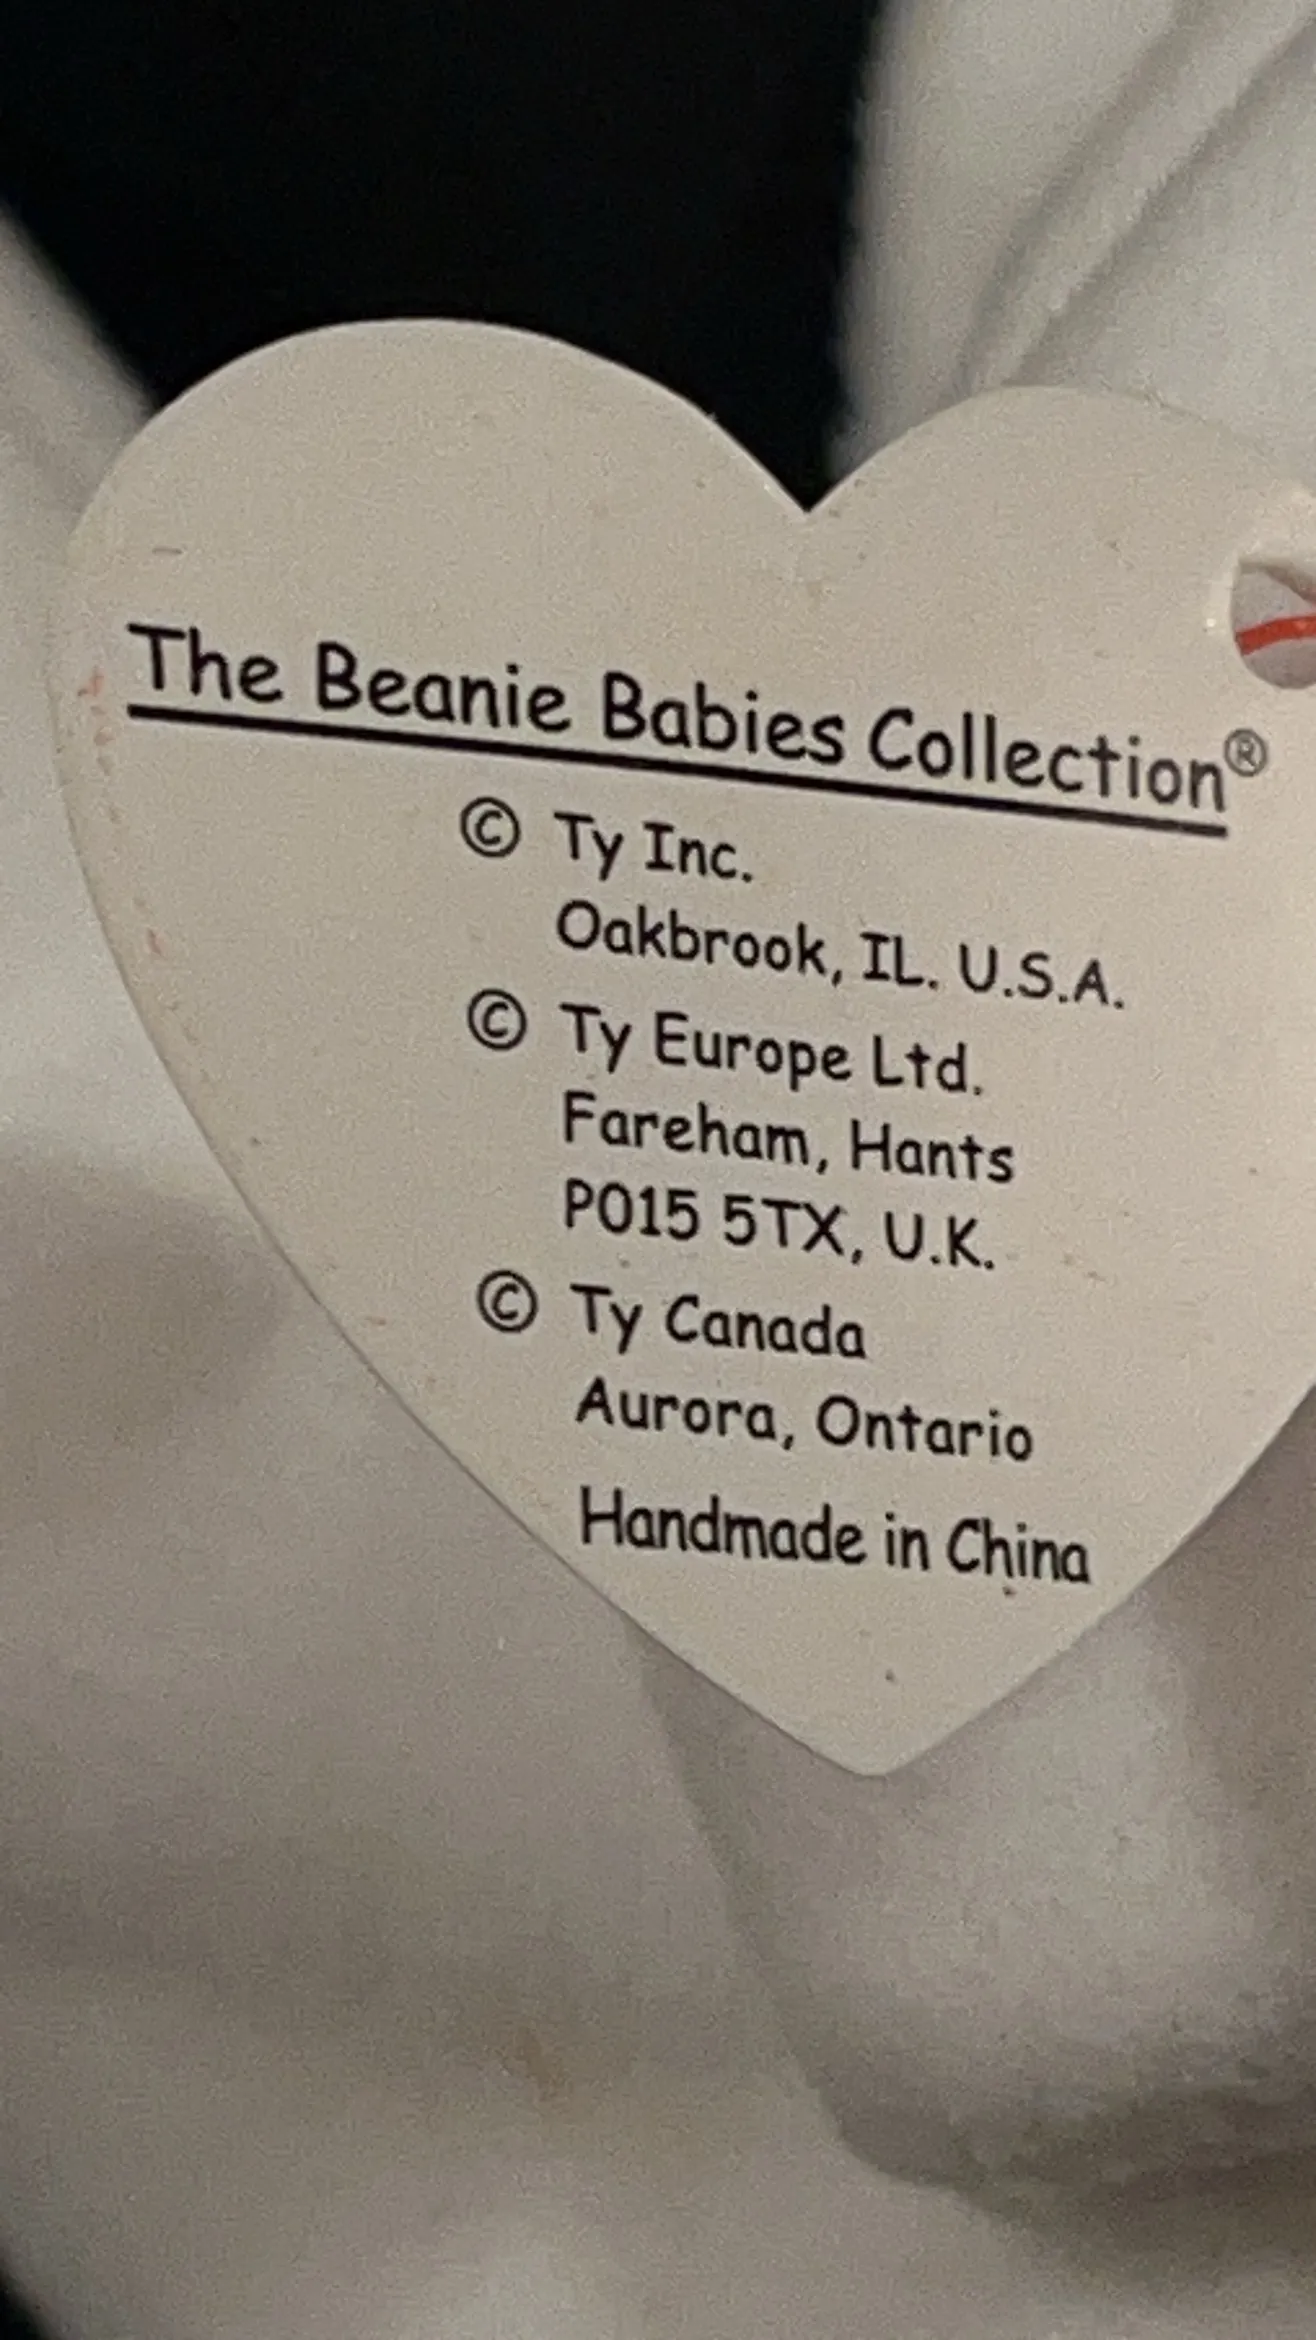 The Beanie Babies Collection®
© Ty Inc.
Oakbrook, IL. U.S.A.
© Ty Europe Ltd.
Fareham, Hants
PO15 5TX, U.K.
© Ty Canada
Aurora, Ontario
Handmade in China